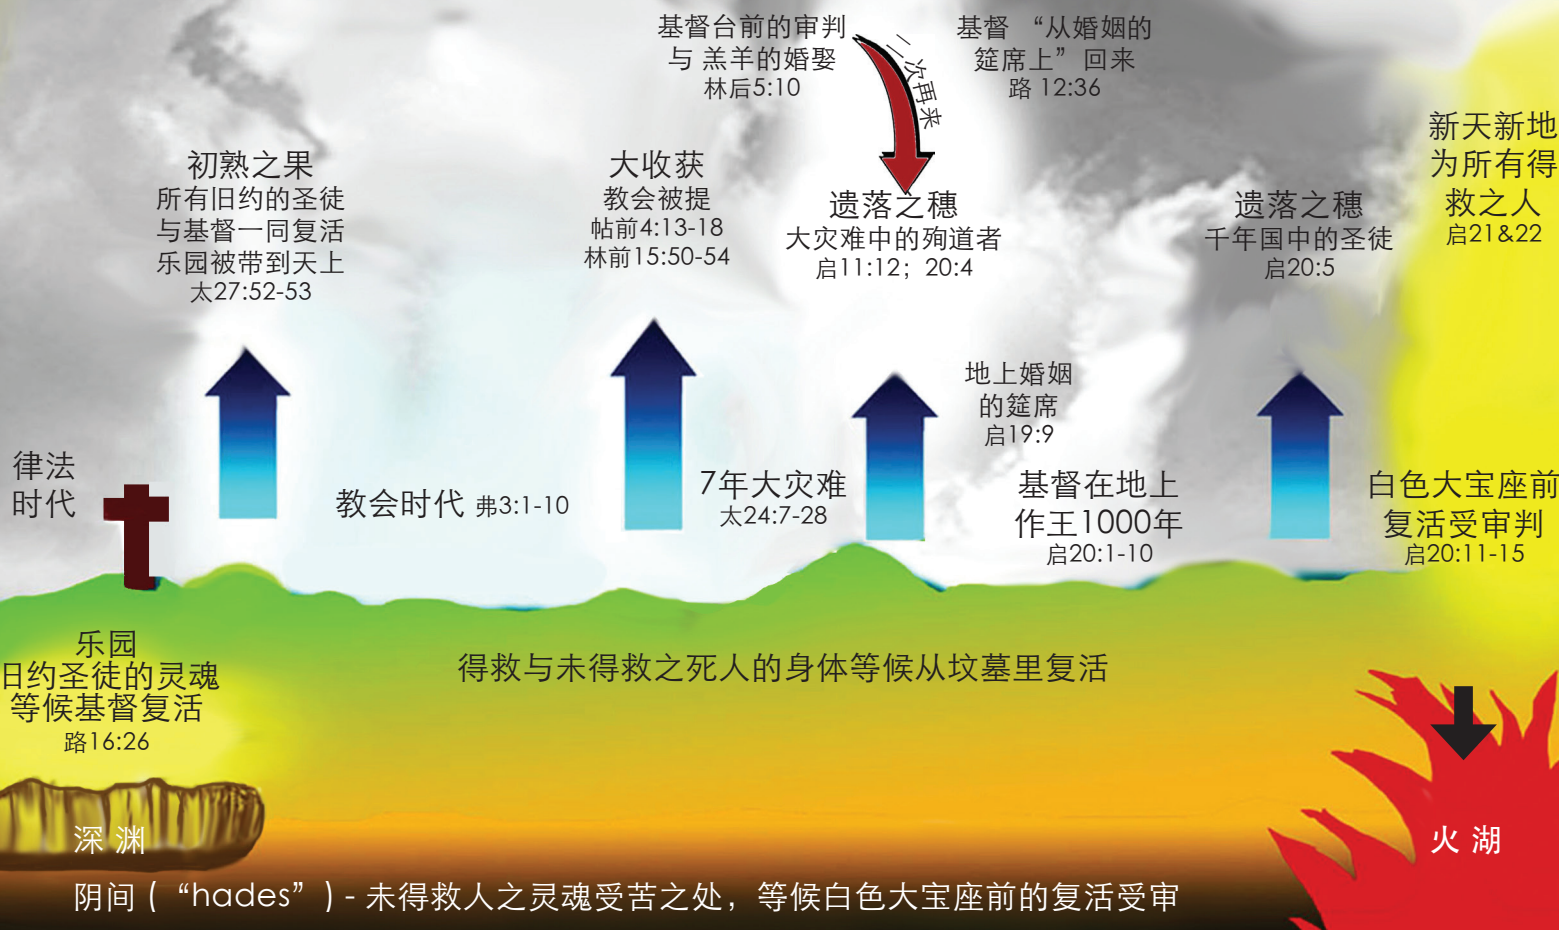 基督台前的审判
与 羔羊的婚娶
林后5:10
二次再来
基督 “从婚姻的
筵席上”回来
路 12:36
初熟之果
所有旧约的圣徒
与基督一同复活
乐园被带到天上
太27:52-53
大收获
教会被提
帖前4:13-18
林前15:50-54
遗落之穗
大灾难中的殉道者
启11:12；20:4
遗落之穗
千年国中的圣徒
启20:5
新天新地
为所有得
救之人
启21&22
律法
时代
教会时代 弗3:1-10
7年大灾难
太24:7-28
地上婚姻
的筵席
启19:9
基督在地上
作王1000年
启20:1-10
白色大宝座前
复活受审判
启20:11-15
乐园
旧约圣徒的灵魂
等候基督复活
路16:26
得救与未得救之死人的身体等候从坟墓里复活
深 渊
火 湖
阴间 (“hades”) - 未得救人之灵魂受苦之处，等候白色大宝座前的复活受审